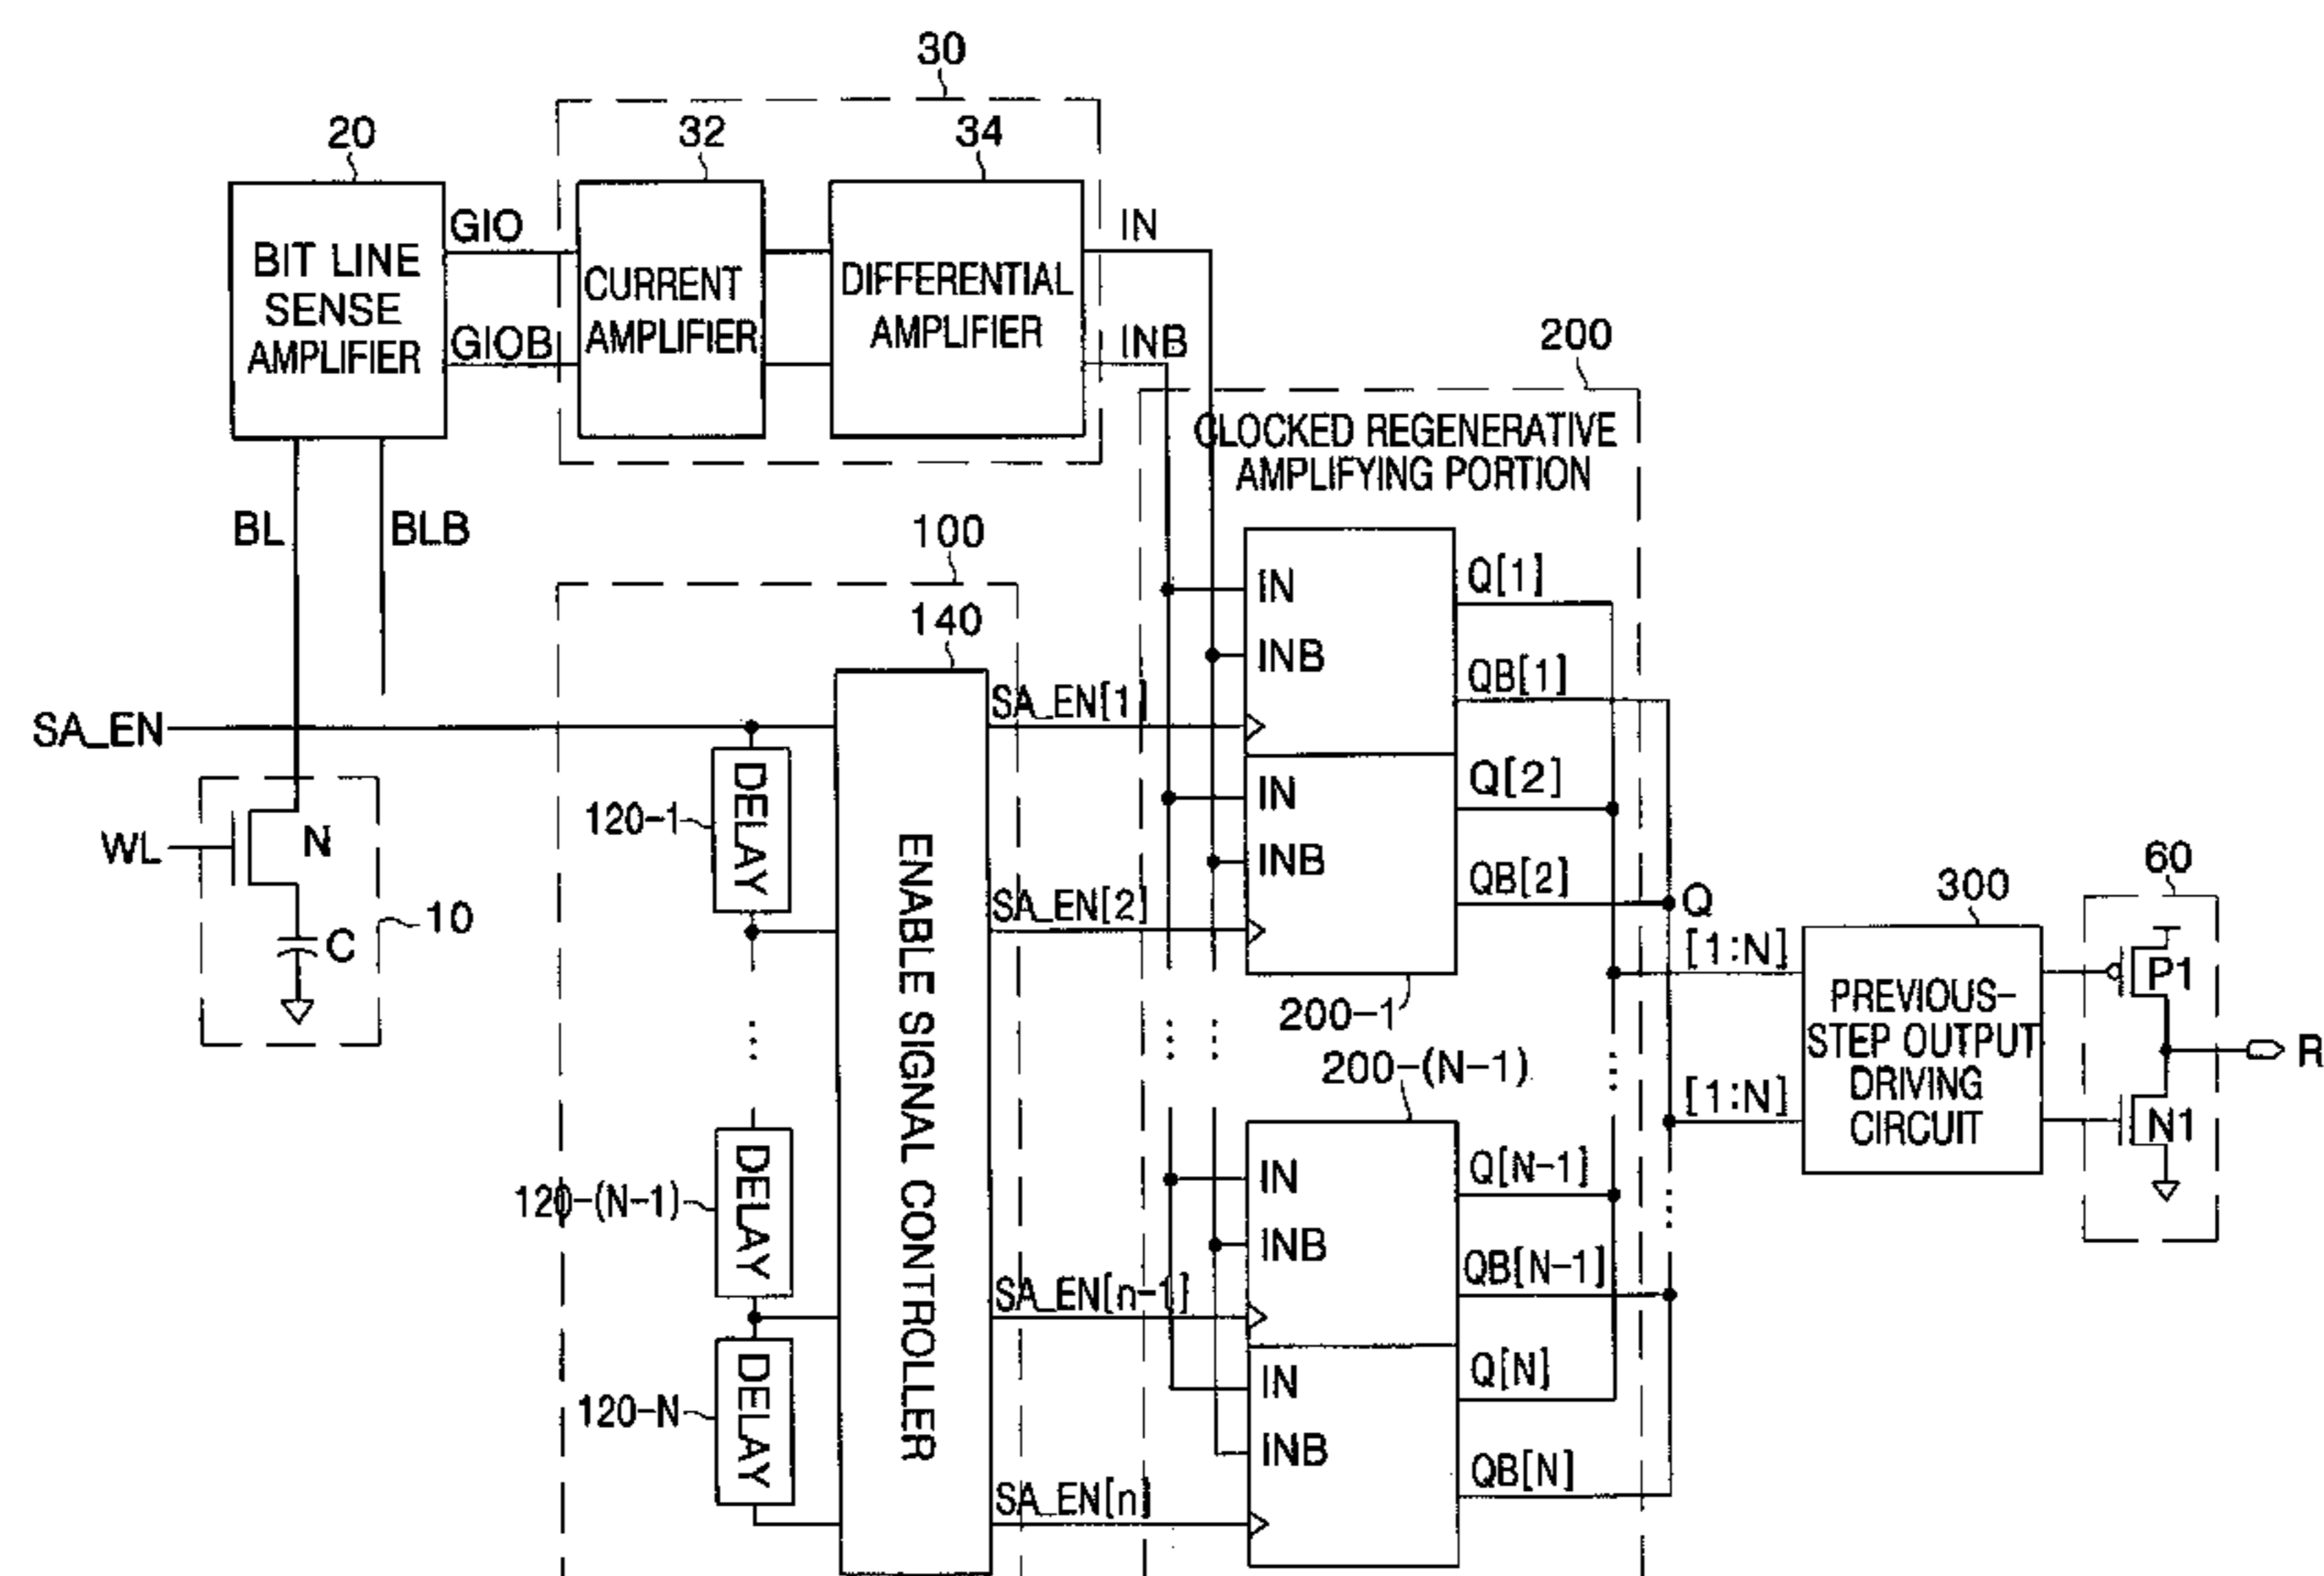 30
20
32
34
BIT LINE
SENSE
AMPLIFIER
GIO
GIOB
CURRENT
AMPLIFIER
DIFFERENTIAL
AMPLIFIER
IN
INB
200
CLOCKED REGENERATIVE
AMPLIFYING PORTION
BL
BLB
100
140
SA_EN
WL
N
C
10
DELAY
120-1
DELAY
120-(N-1)
DELAY
120-N
ENABLE SIGNAL CONTROLLER
SA_EN[1]
SA_EN[2]
SA_EN[n-1]
SA_EN[n]
IN
INB
Q[1]
QB[1]
IN
INB
Q[2]
QB[2]
200-1
200-(N-1)
IN
INB
Q[N-1]
QB[N-1]
IN
INB
Q[N]
QB[N]
Q
[1:N]
[1:N]
300
PREVIOUS-
STEP OUTPUT
DRIVING
CIRCUIT
60
P1
N1
R